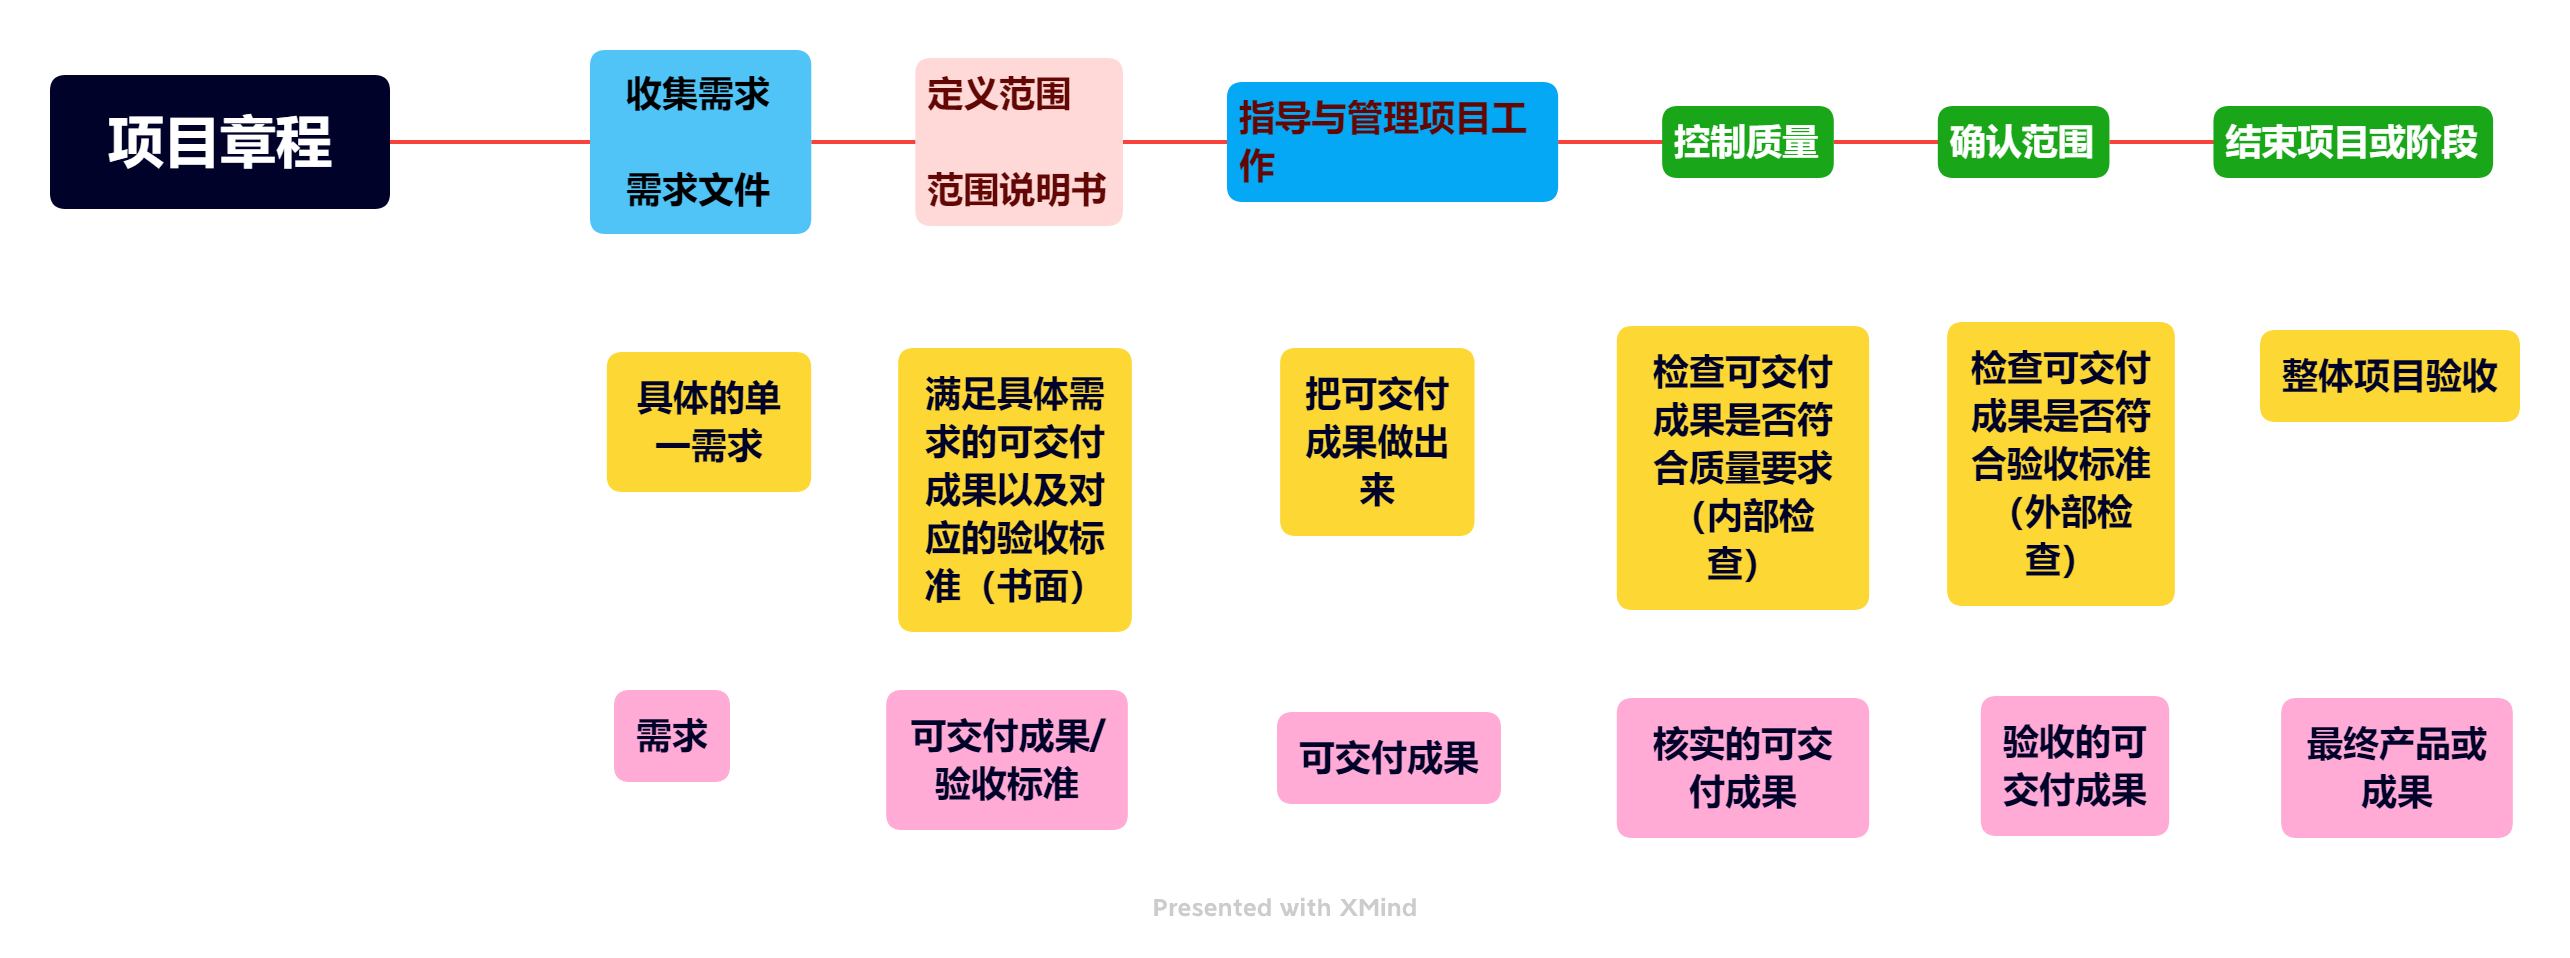 项目章程
收集需求
需求文件
定义范围
范围说明书
指导与管理项目工
作
控制质量
确认范围
结束项目或阶段
具体的单
一需求
满足具体需
求的可交付
成果以及对
应的验收标
准（书面）
把可交付
成果做出
来
检查可交付
成果是否符
合质量要求
（内部检
查）
检查可交付
成果是否符
合验收标准
（外部检
查）
整体项目验收
需求
可交付成果/
验收标准
可交付成果
核实的可交
付成果
验收的可
交付成果
最终产品或
成果
Presented with XMind